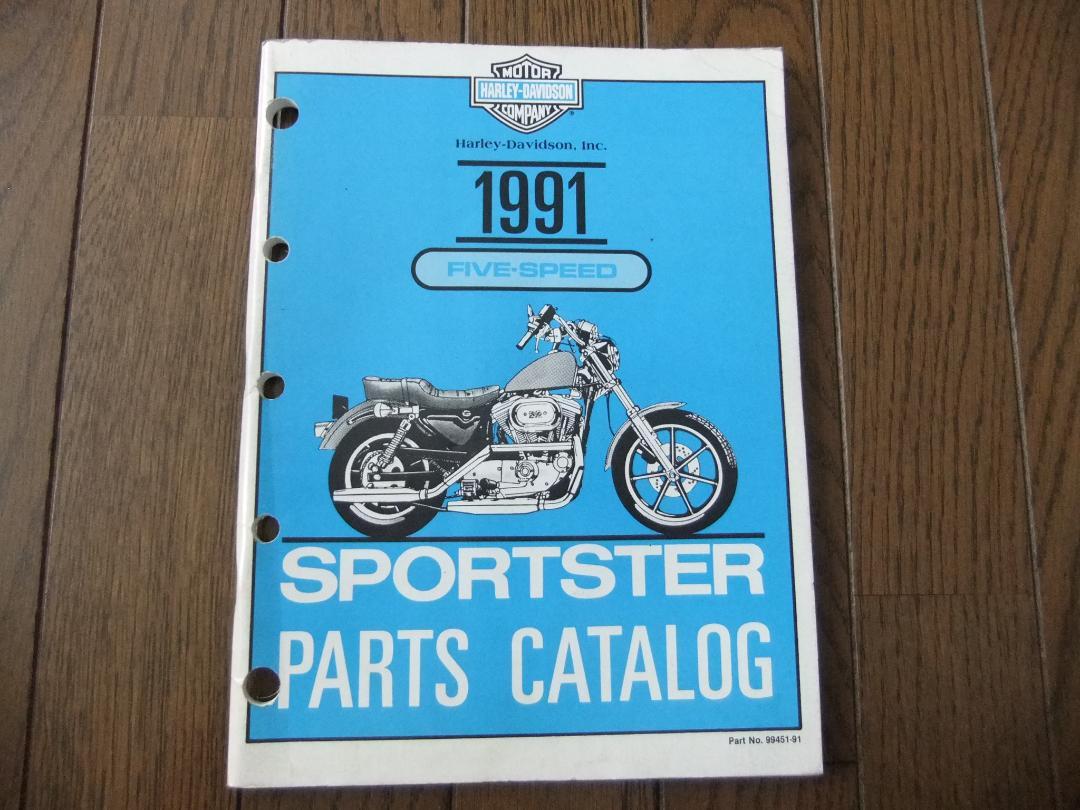 MOTOR
HARLEY-DAVIDSON
COMPANY
®
Harley-Davidson, Inc.
1991
FIVE-SPEED
SPORTSTER
PARTS CATALOG
Part No. 99451-91